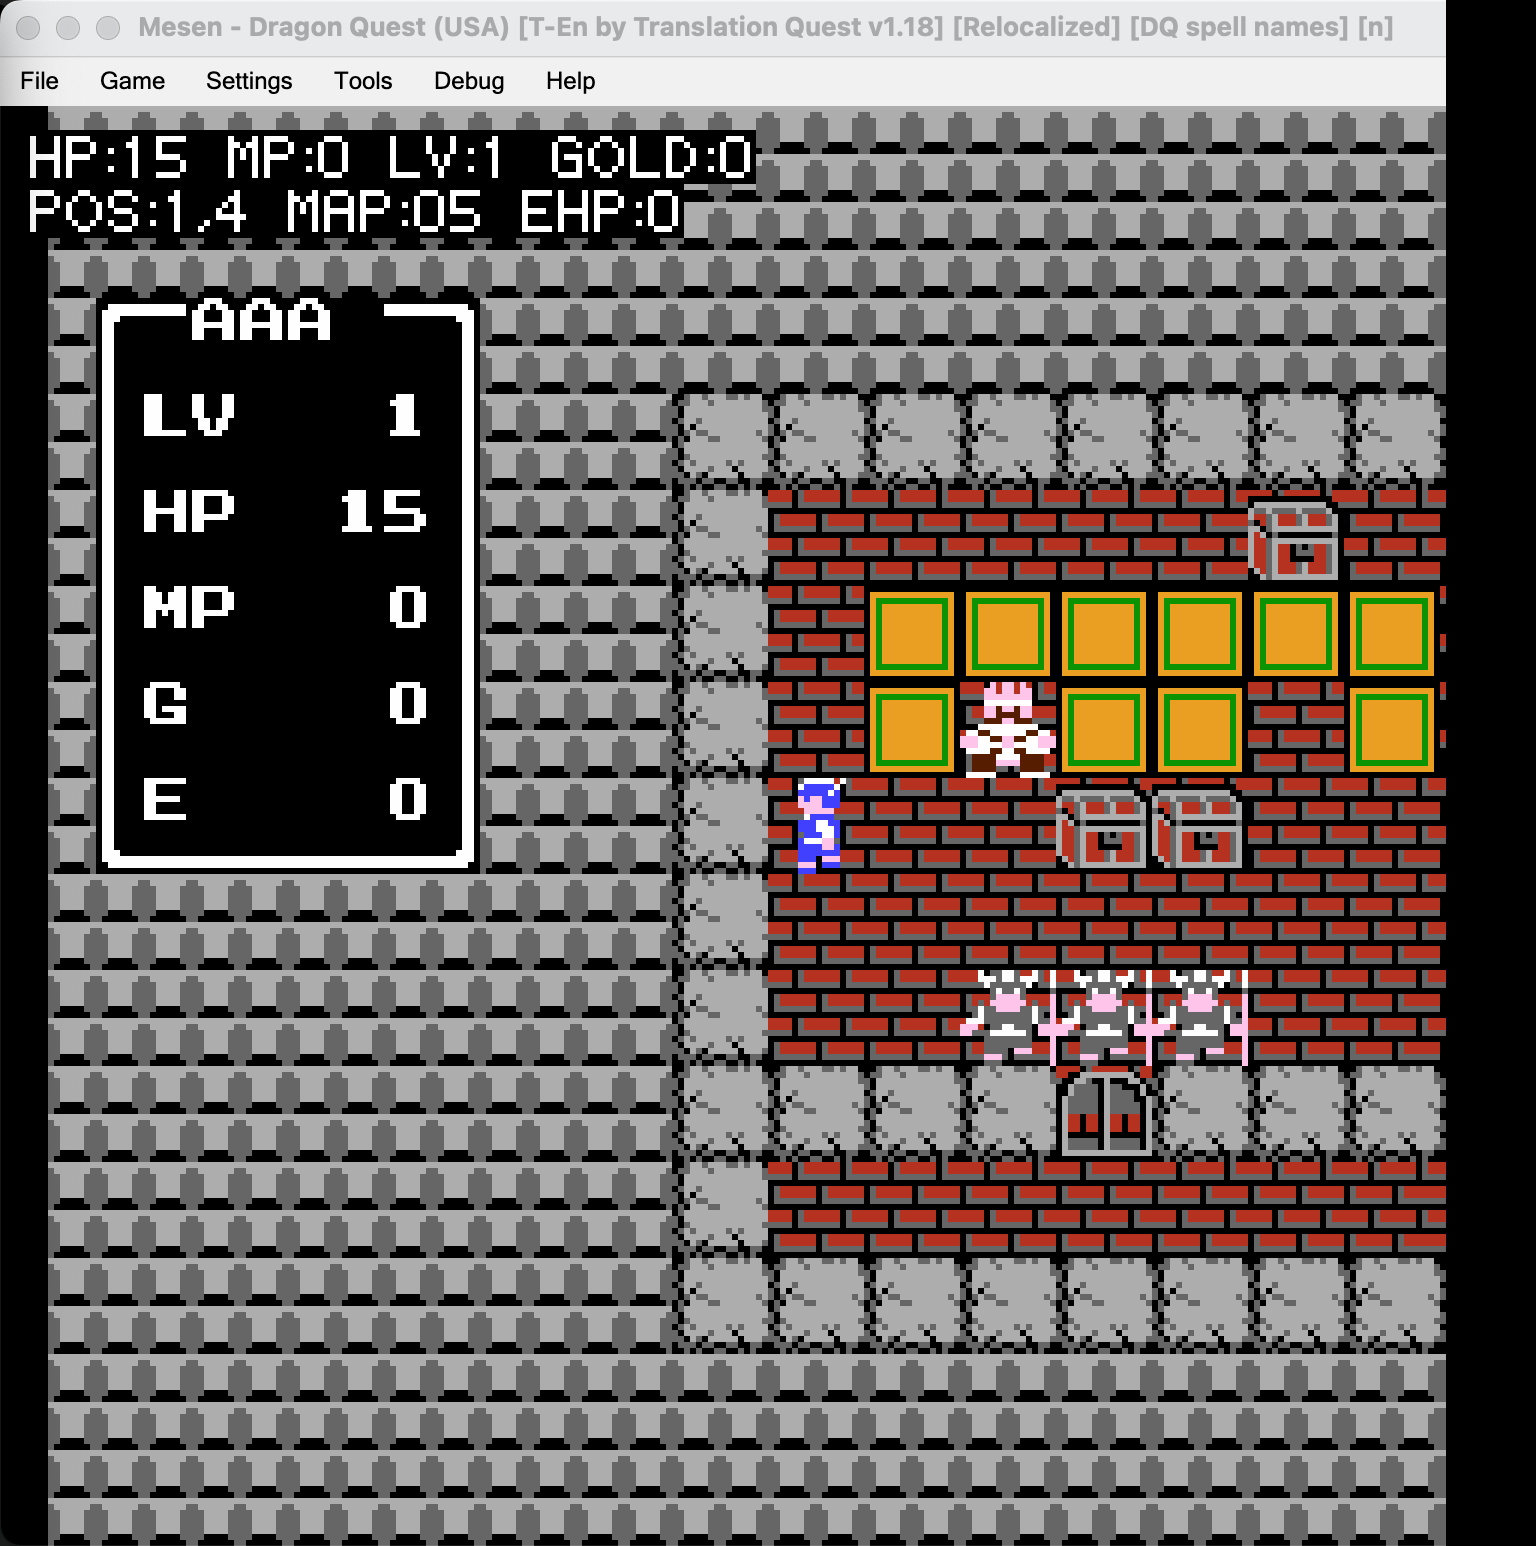 Mesen - Dragon Quest (USA) [T-En by Translation Quest v1.18] [Relocalized] [DQ spell names] [n]
File Game Settings Tools Debug Help
HP:15 MP:0 LV:1 GOLD:0
POS:1,4 MAP:05 EHP:0
AAA
LV 1
HP 15
MP 0
G 0
E 0